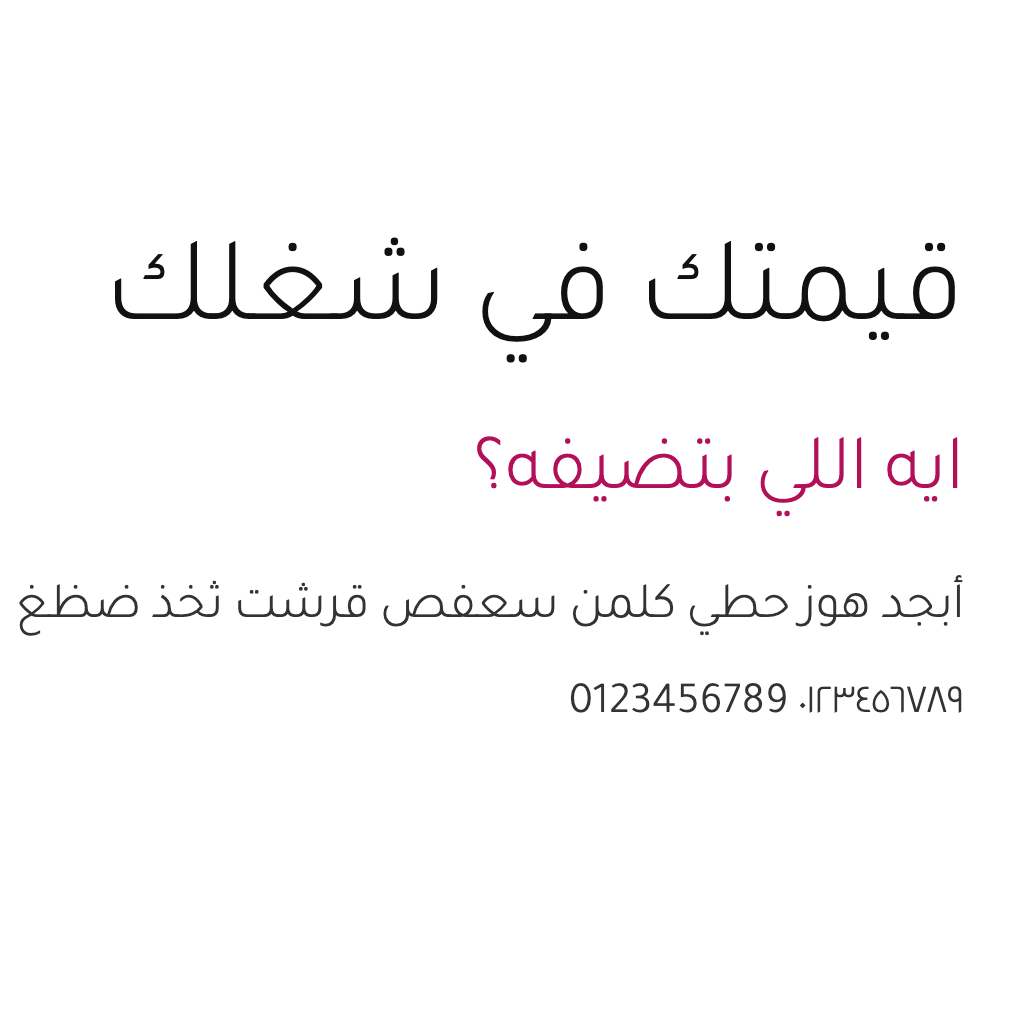 قيمتك في شغلك
ايه اللي بتضيفه؟
أبجد هوز حطي كلمن سعفص قرشت ثخذ ضظغ
٠١٢٣٤٥٦٧٨٩ 0123456789